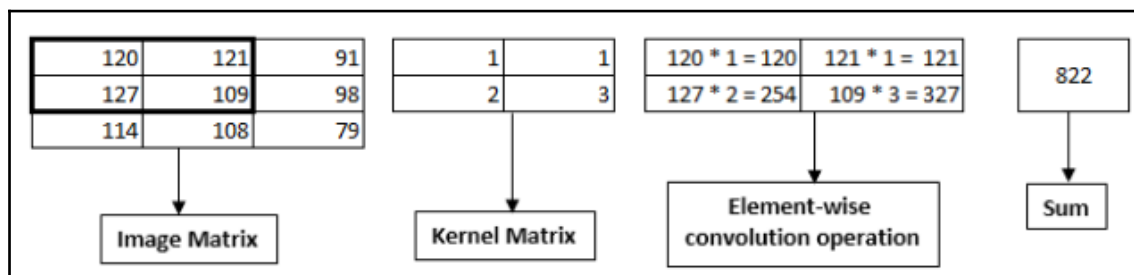 120 121 91
127 109 98
114 108 79
1 1
2 3
120 * 1 = 120 121 * 1 = 121
127 * 2 = 254 109 * 3 = 327
822
Image Matrix
Kernel Matrix
Element-wise
convolution operation
Sum